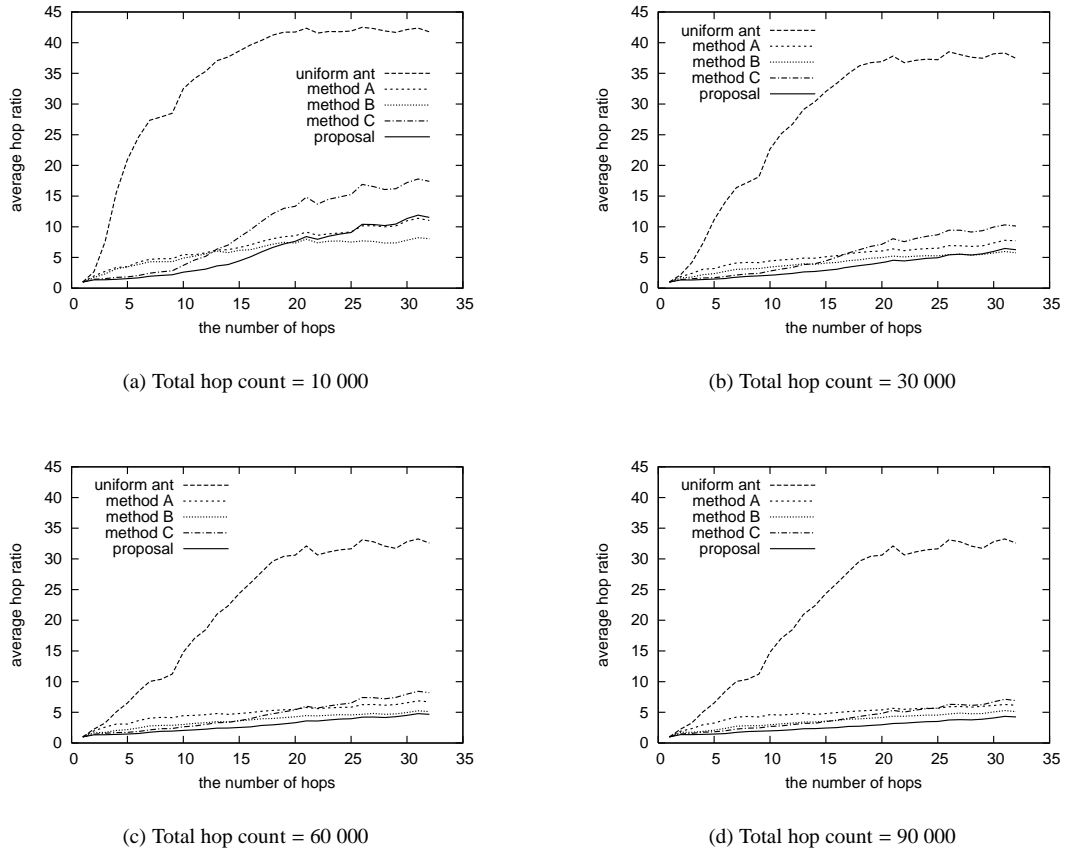 45
40
35
30
25
20
15
10
5
0
average hop ratio
uniform ant
method A
method B
method C
proposal
0 5 10 15 20 25 30 35
the number of hops
(a) Total hop count = 10 000
45
40
35
30
25
20
15
10
5
0
average hop ratio
uniform ant
method A
method B
method C
proposal
0 5 10 15 20 25 30 35
the number of hops
(b) Total hop count = 30 000
45
40
35
30
25
20
15
10
5
0
average hop ratio
uniform ant
method A
method B
method C
proposal
0 5 10 15 20 25 30 35
the number of hops
(c) Total hop count = 60 000
45
40
35
30
25
20
15
10
5
0
average hop ratio
uniform ant
method A
method B
method C
proposal
0 5 10 15 20 25 30 35
the number of hops
(d) Total hop count = 90 000